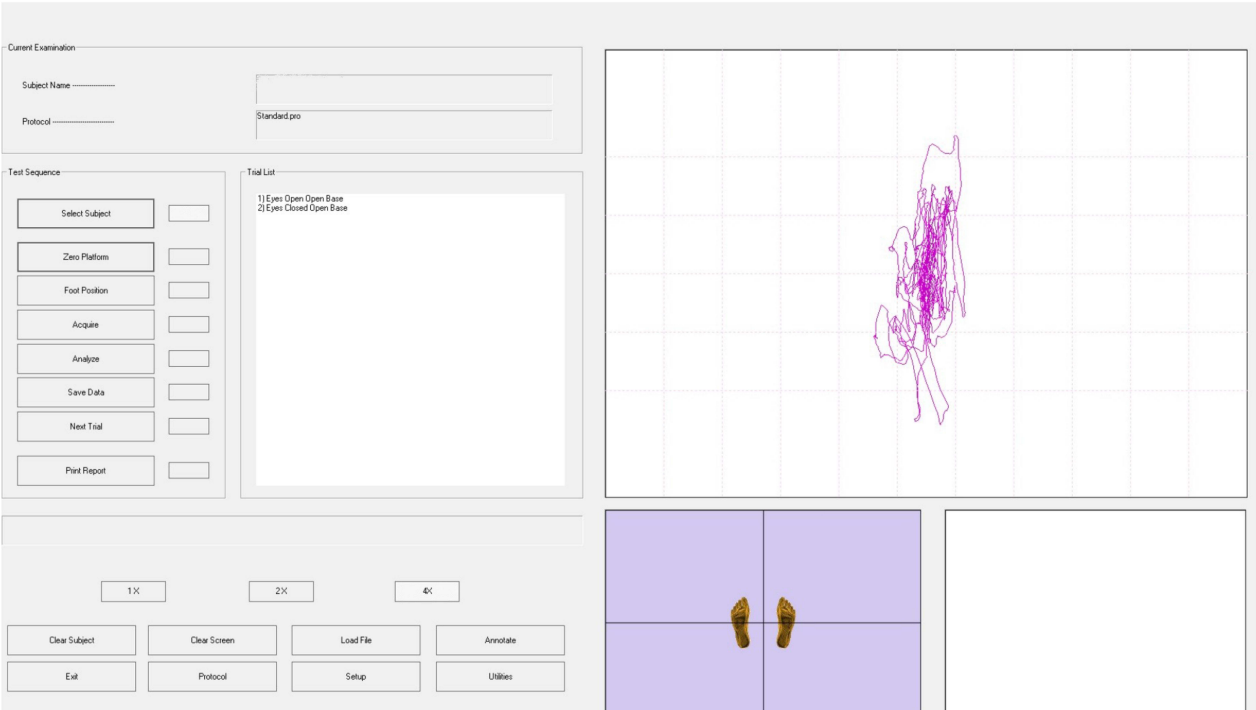 Current Examination
Subject Name --------------------
Protocol -----------------------------
Standard.pro
Test Sequence
Select Subject
Zero Platform
Foot Position
Acquire
Analyze
Save Data
Next Trial
Print Report
Trial List
1) Eyes Open Open Base
2) Eyes Closed Open Base
1X
2X
4X
Clear Subject
Clear Screen
Load File
Annotate
Exit
Protocol
Setup
Utilities